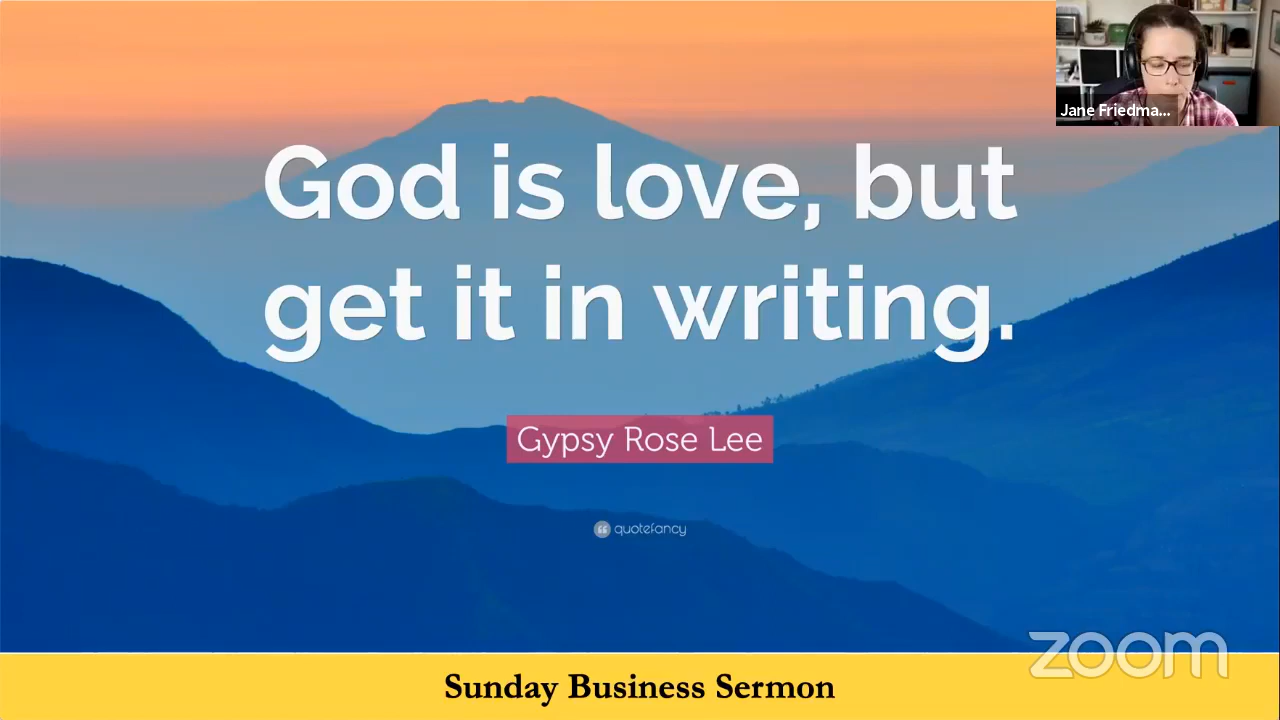 Jane Friedma...
God is love, but
get it in writing.
Gypsy Rose Lee
quotefancy
zoom
Sunday Business Sermon